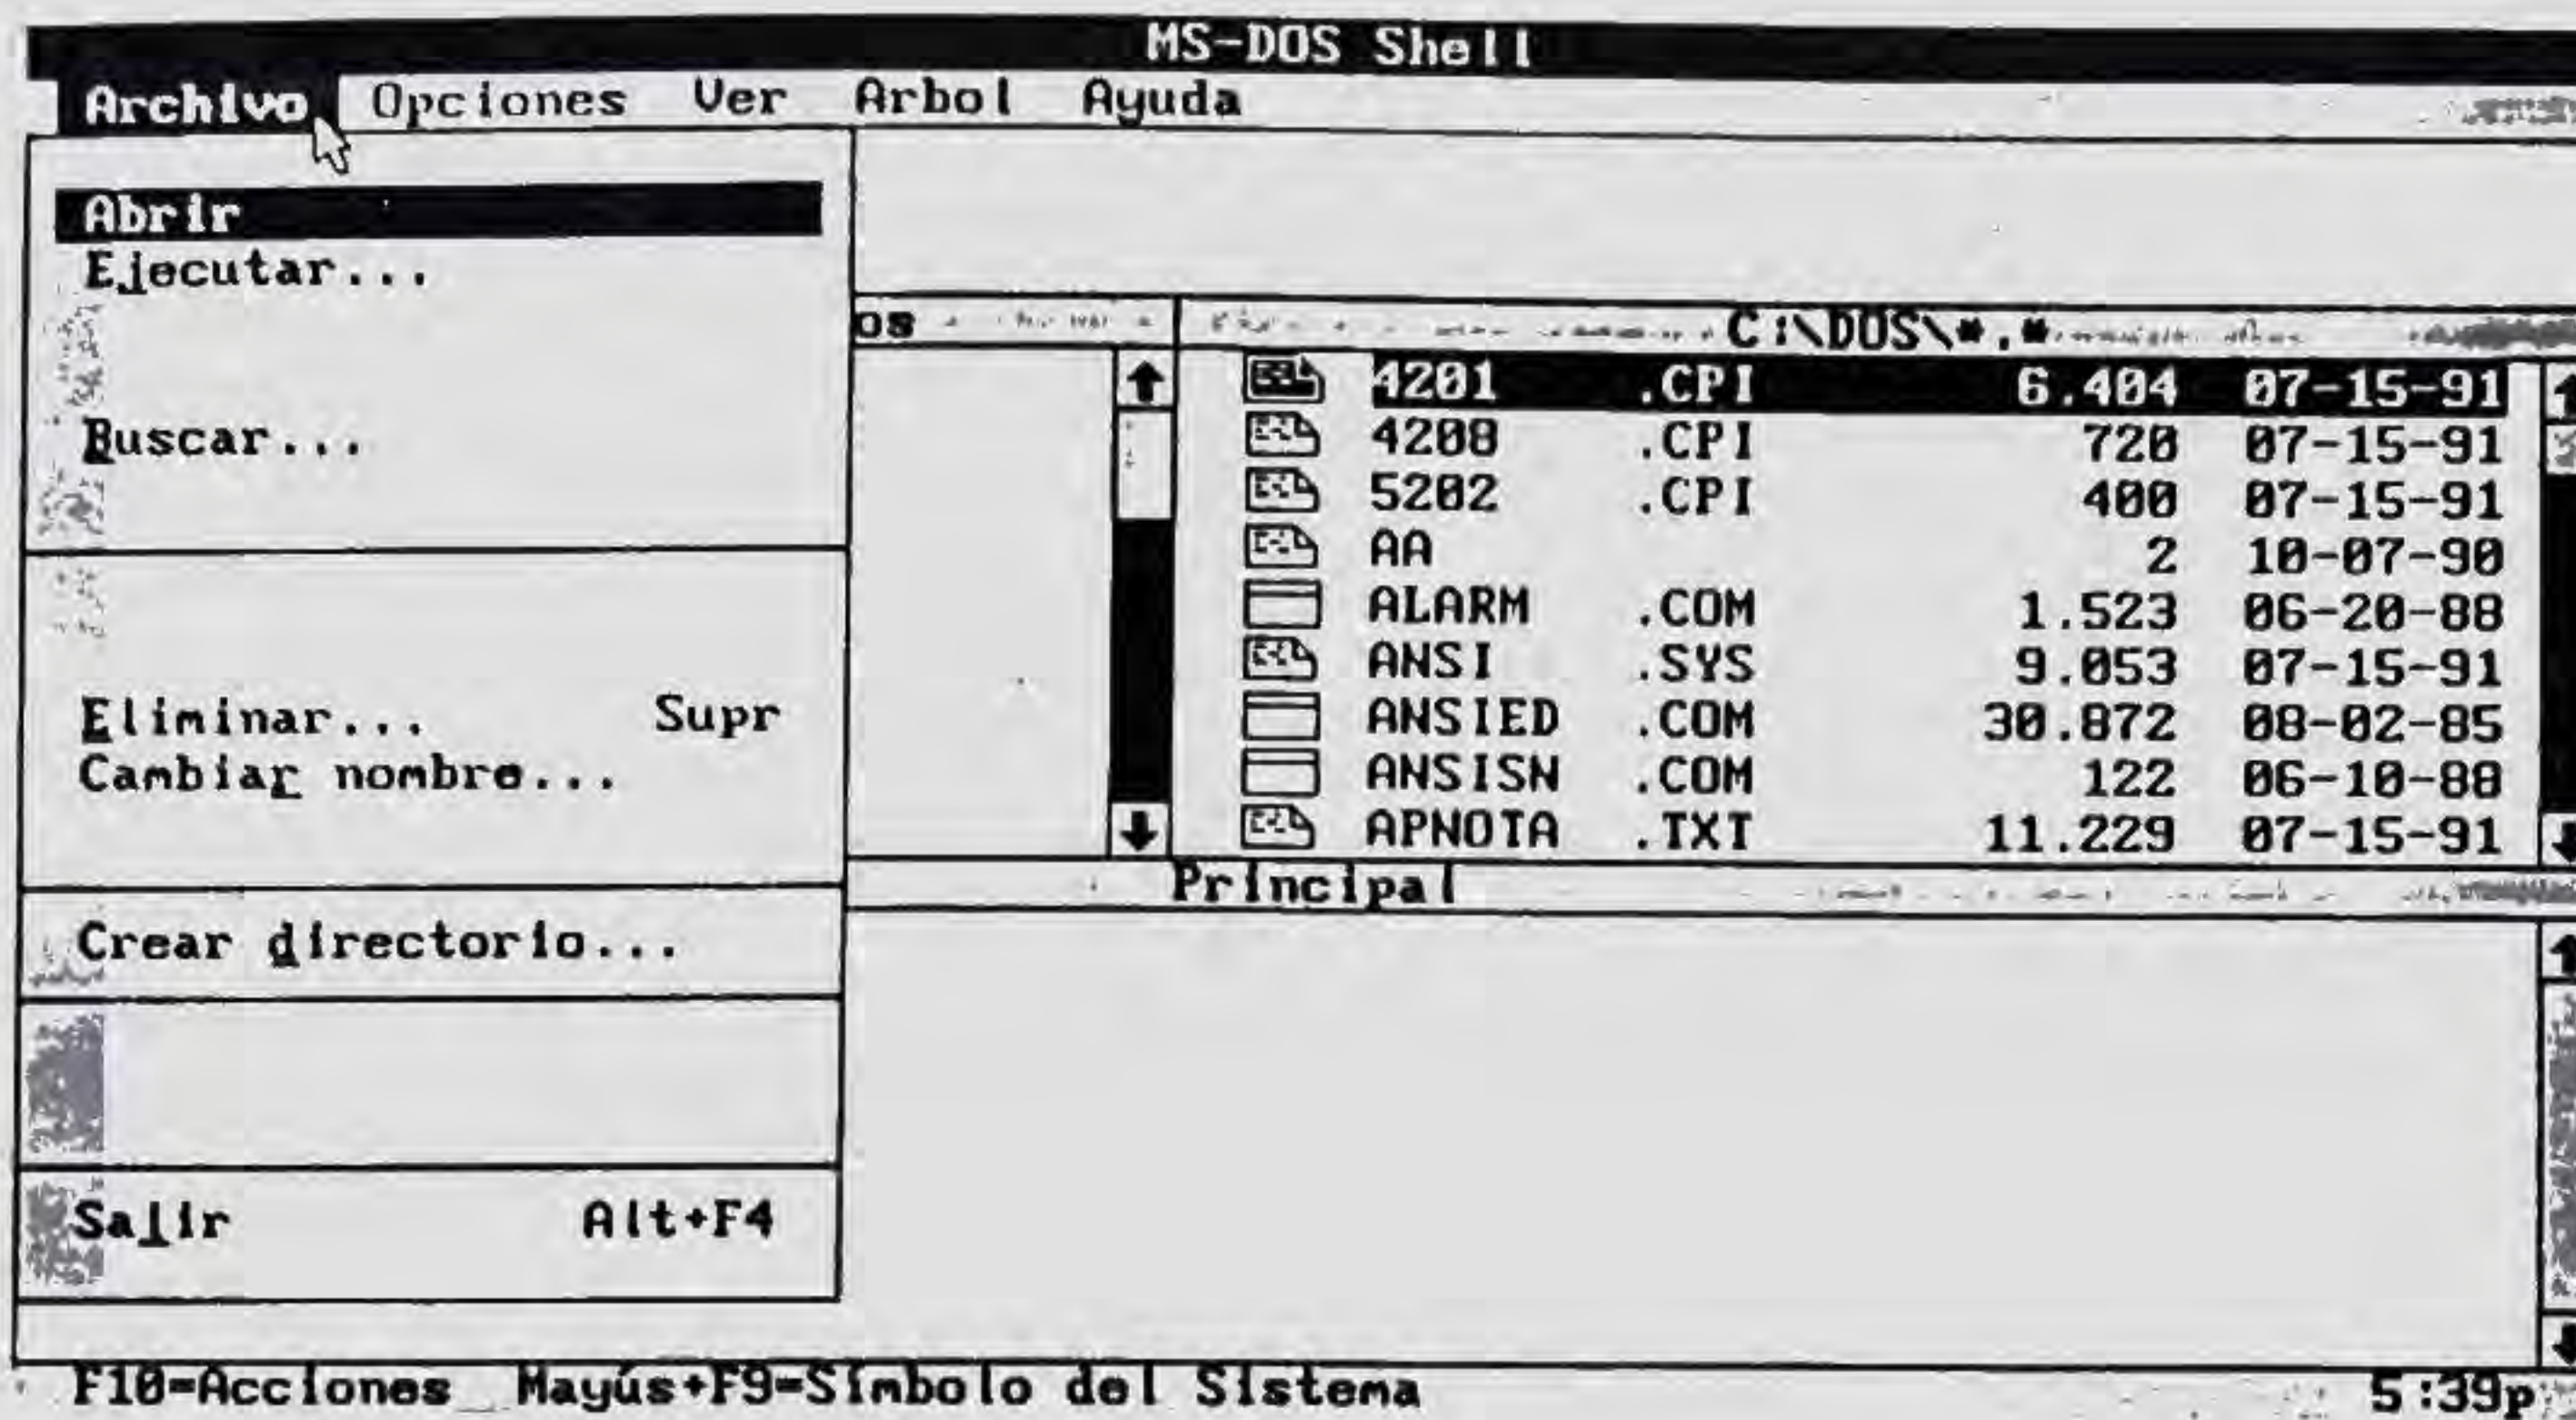 MS-DOS Shell
Archivo Opciones Ver Arbol Ayuda
Abrir
Ejecutar...
Buscar...
Eliminar... Supr
Cambiar nombre...
Crear directorio...
Salir Alt+F4
os
C:\DOS\*.*
4201 .CPI 6.404 07-15-91
4208 .CPI 720 07-15-91
5202 .CPI 400 07-15-91
AA 2 10-07-90
ALARM .COM 1.523 06-20-88
ANSI .SYS 9.053 07-15-91
ANSIED .COM 30.872 08-02-85
ANSISN .COM 122 06-10-88
APNOTA .TXT 11.229 07-15-91
Principal
F10=Acciones Mayús+F9=Símbolo del Sistema 5:39p